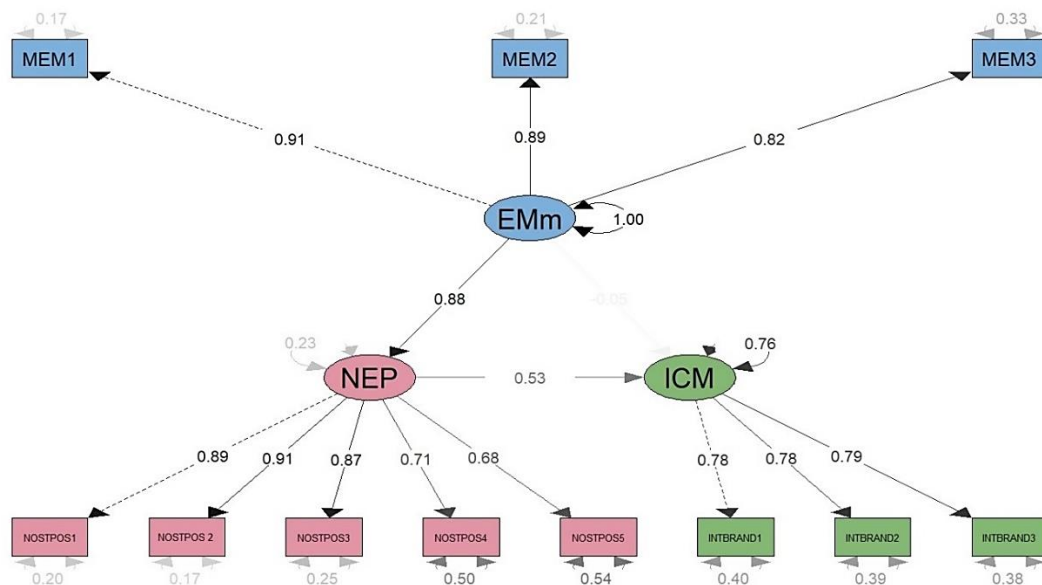 0.17 0.21 0.33
MEM1 MEM2 MEM3
0.91 0.89 0.82
EMm 1.00
0.88 -0.05
0.23 0.76
NEP 0.53 ICM
0.89 0.91 0.87 0.71 0.68 0.78 0.78 0.79
NOSTPOS1 NOSTPOS 2 NOSTPOS3 NOSTPOS4 NOSTPOS5 INTBRAND1 INTBRAND2 INTBRAND3
0.20 0.17 0.25 0.50 0.54 0.40 0.39 0.38